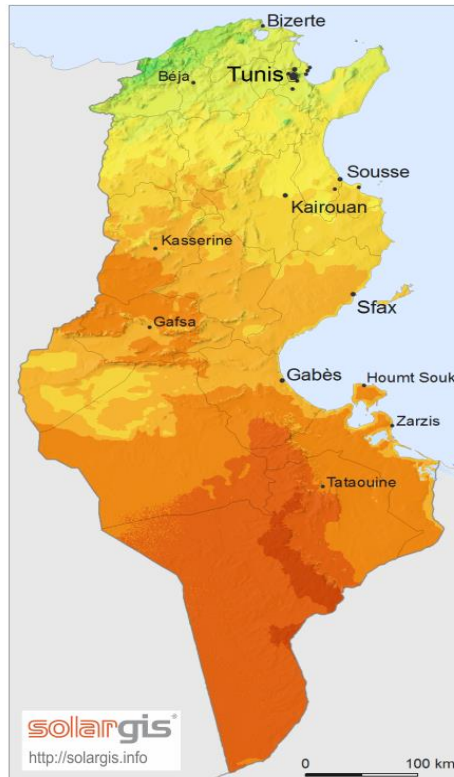 Bizerte
Béja
Tunis
Sousse
Kairouan
Kasserine
Sfax
Gafsa
Gabès
Houmt Souk
Zarzis
Tataouine
solargis
http://solargis.info
0 100 km